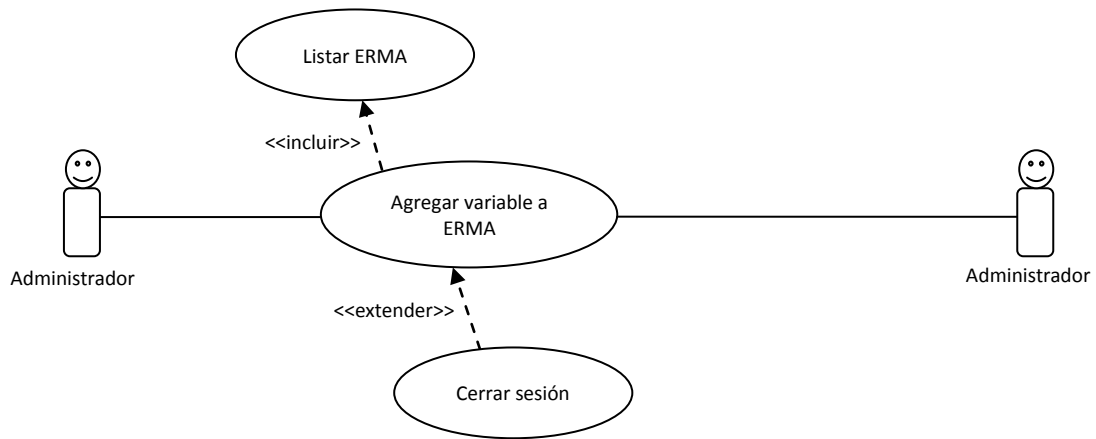 Listar ERMA
<<incluir>>
Agregar variable a
ERMA
Administrador
Administrador
<<extender>>
Cerrar sesión